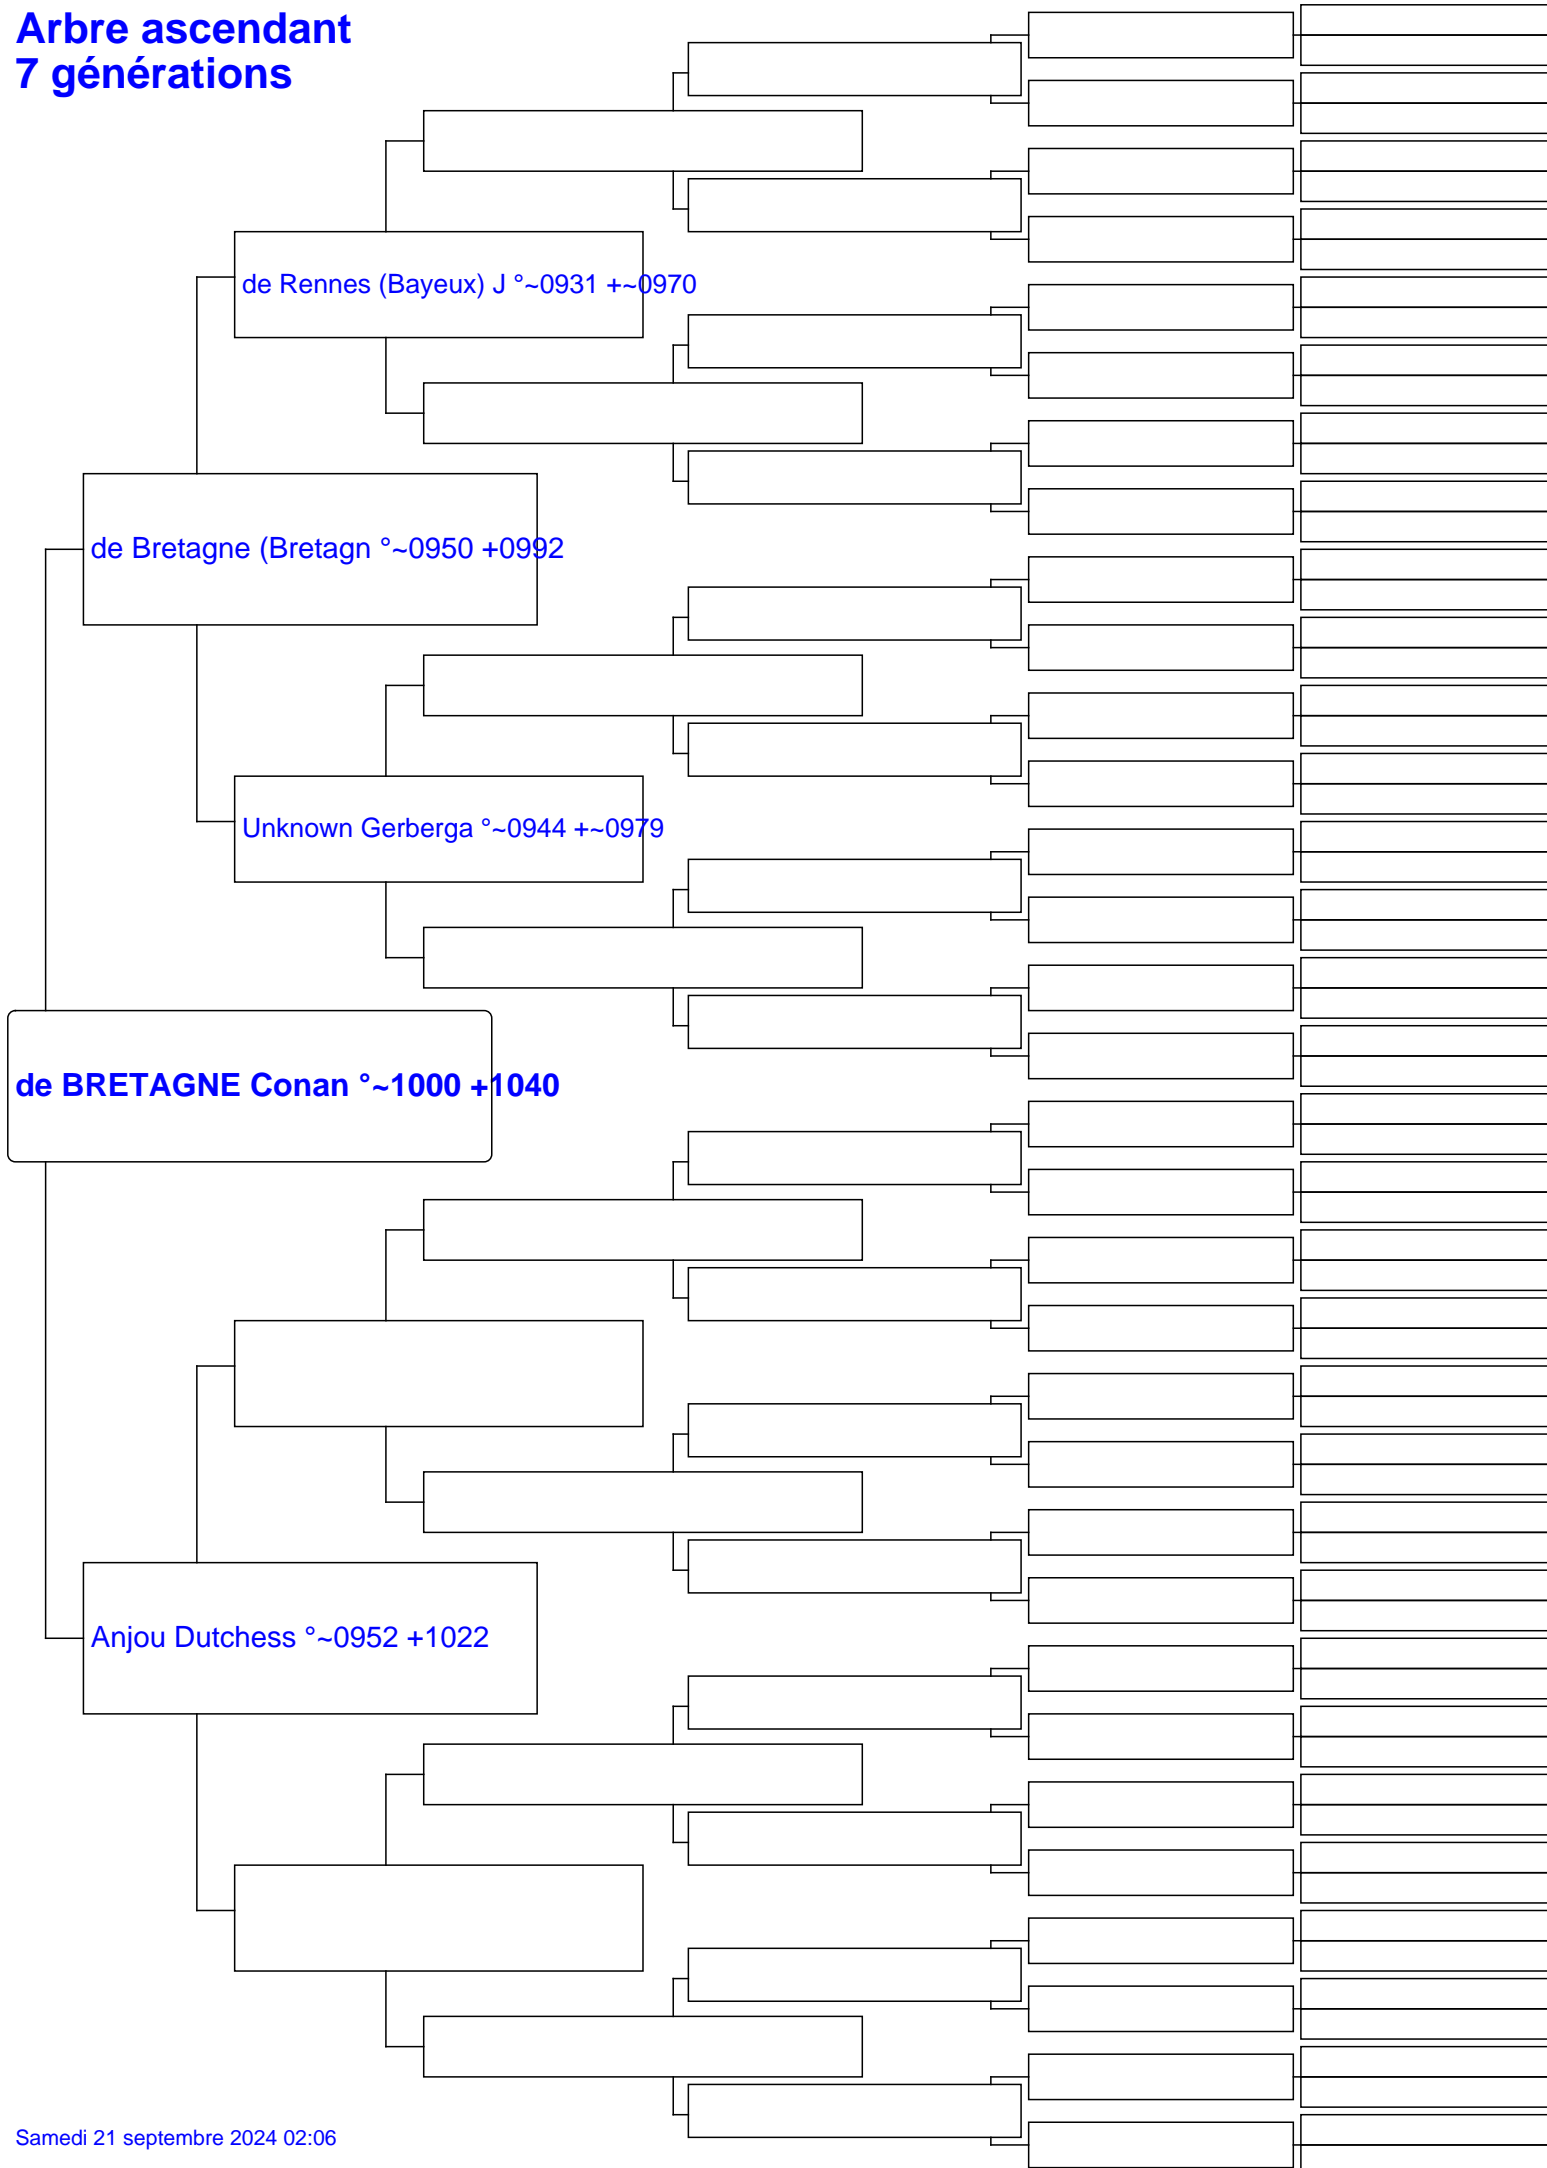 Arbre ascendant
7 générations
de Rennes (Bayeux) J °~0931 +~0970
de Bretagne (Bretagn °~0950 +0992
Unknown Gerberga °~0944 +~0979
de BRETAGNE Conan °~1000 +1040
Anjou Dutchess °~0952 +1022
Samedi 21 septembre 2024 02:06